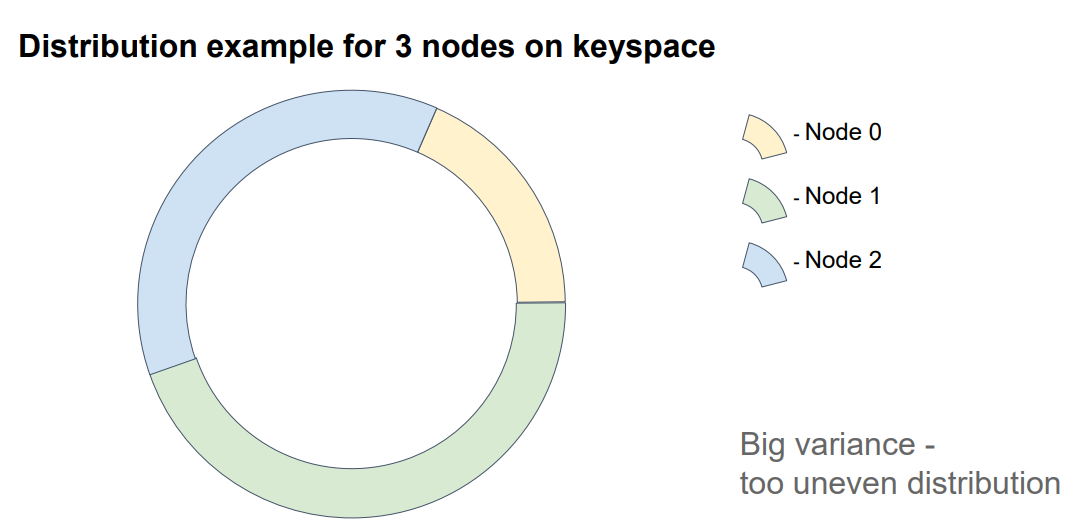 Distribution example for 3 nodes on keyspace
- Node 0
- Node 1
- Node 2
Big variance -
too uneven distribution